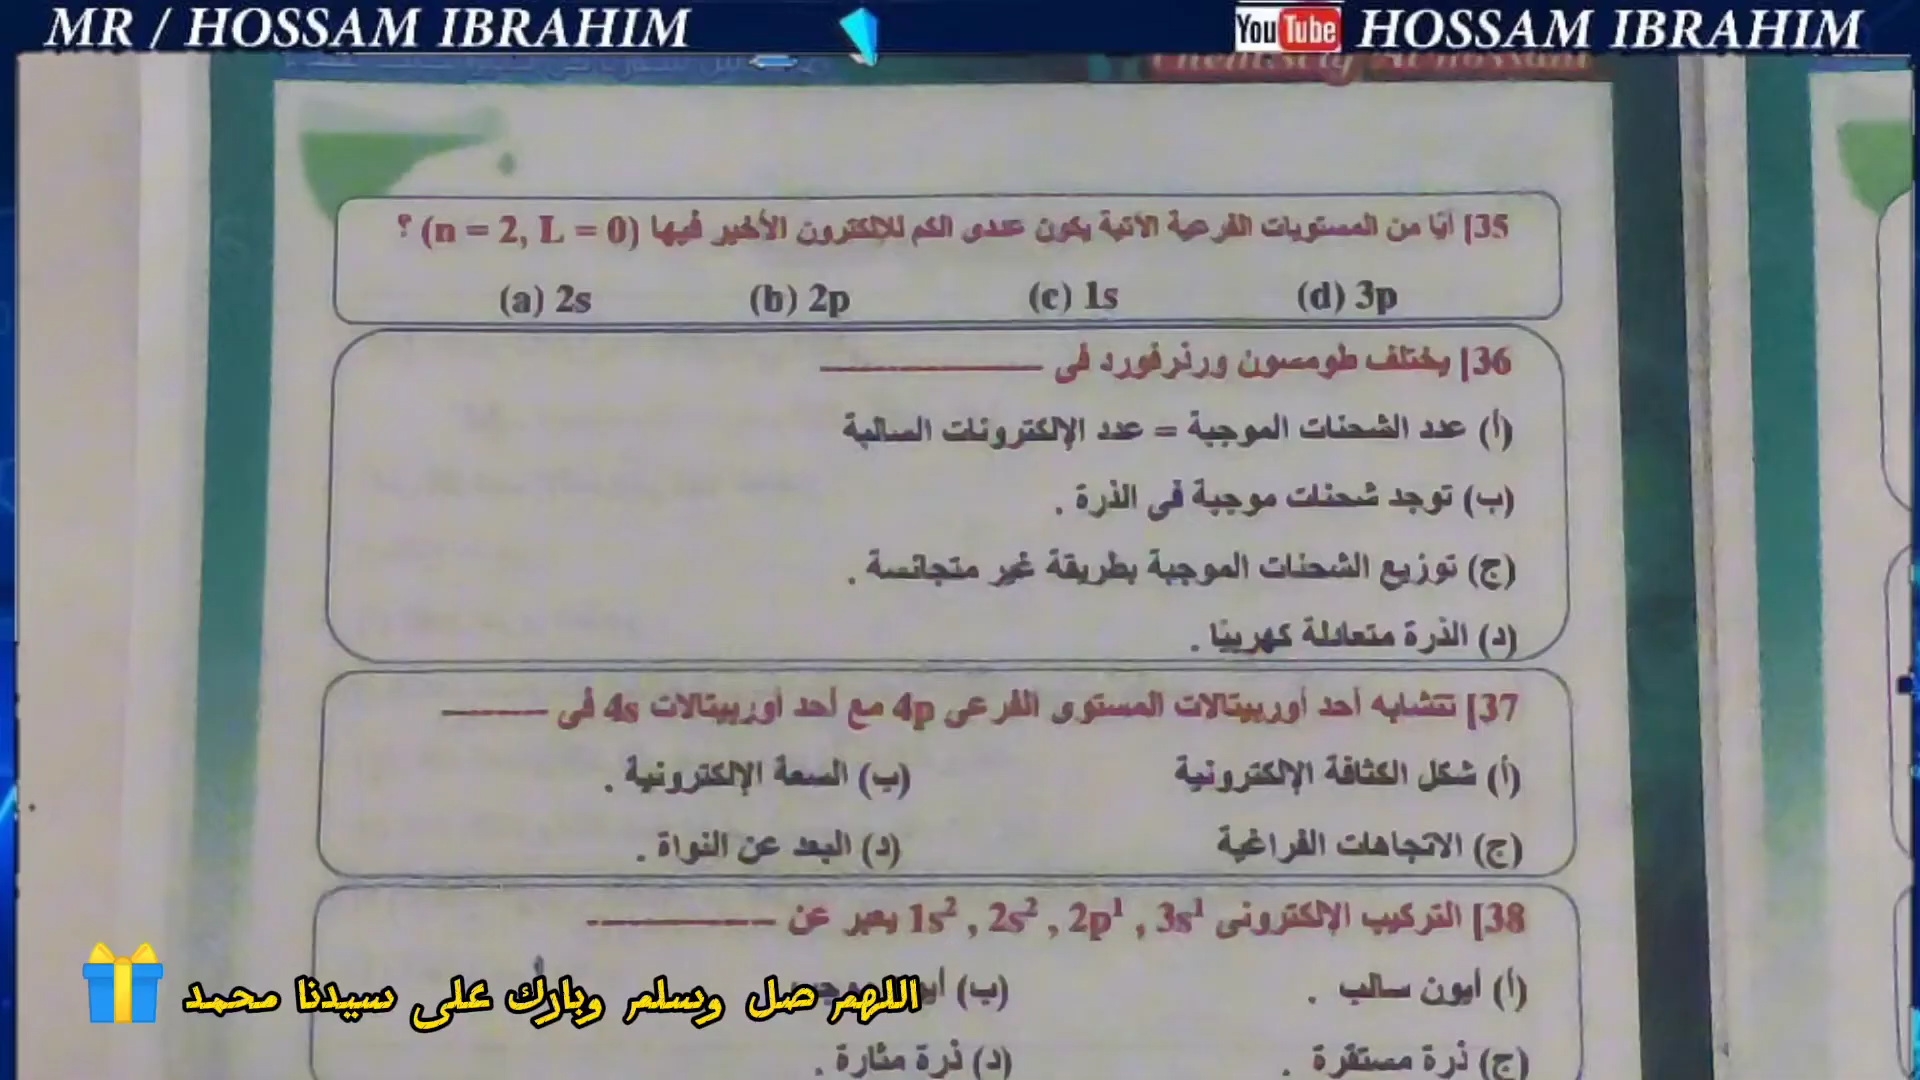 MR / HOSSAM IBRAHIM
YouTube HOSSAM IBRAHIM
35] أيًا من المستويات الفرعية الآتية يكون عددى الكم للإلكترون الأخير فيها (n = 2, L = 0) ؟
(a) 2s (b) 2p (c) 1s (d) 3p
36] يختلف طومسون ورذرفورد فى
(أ) عدد الشحنات الموجبة = عدد الإلكترونات السالبة
(ب) توجد شحنات موجبة فى الذرة .
(ج) توزيع الشحنات الموجبة بطريقة غير متجانسة .
(د) الذرة متعادلة كهربيًا .
37] تتشابه أحد أوربيتالات المستوى الفرعى 4p مع أحد أوربيتالات 4s فى
(أ) شكل الكثافة الإلكترونية (ب) السعة الإلكترونية .
(ج) الاتجاهات الفراغية (د) البعد عن النواة .
38] التركيب الإلكترونى 1s² , 2s² , 2p¹ , 3s¹ يعبر عن
(أ) أيون سالب . (ب)
اللهم صل وسلم وبارك على سيدنا محمد
(ج) ذرة مستقرة . (د) ذرة مثارة .